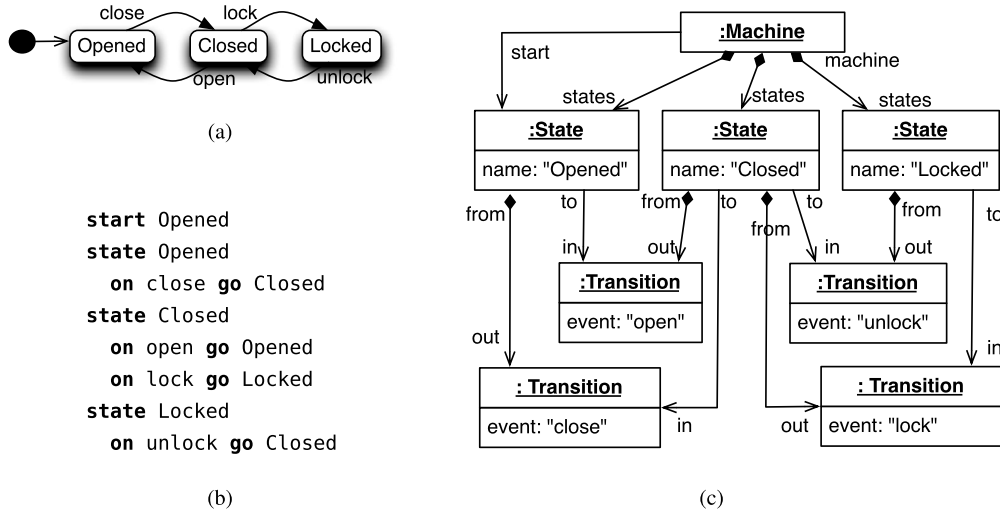 close
lock
Opened
Closed
Locked
open
unlock
(a)
start Opened
state Opened
on close go Closed
state Closed
on open go Opened
on lock go Locked
state Locked
on unlock go Closed
(b)
:Machine
start
machine
states
states
states
:State
name: "Opened"
:State
name: "Closed"
:State
name: "Locked"
from
to
from
to
from
to
from
to
in
out
in
out
:Transition
event: "open"
:Transition
event: "unlock"
out
in
: Transition
event: "close"
in
out
: Transition
event: "lock"
(c)